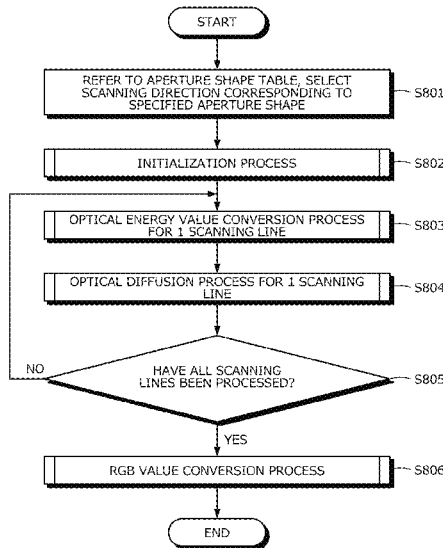 START
REFER TO APERTURE SHAPE TABLE, SELECT
SCANNING DIRECTION CORRESPONDING TO
SPECIFIED APERTURE SHAPE
S801
INITIALIZATION PROCESS
S802
OPTICAL ENERGY VALUE CONVERSION PROCESS
FOR 1 SCANNING LINE
S803
OPTICAL DIFFUSION PROCESS FOR 1 SCANNING
LINE
S804
NO
HAVE ALL SCANNING
LINES BEEN PROCESSED?
S805
YES
RGB VALUE CONVERSION PROCESS
S806
END